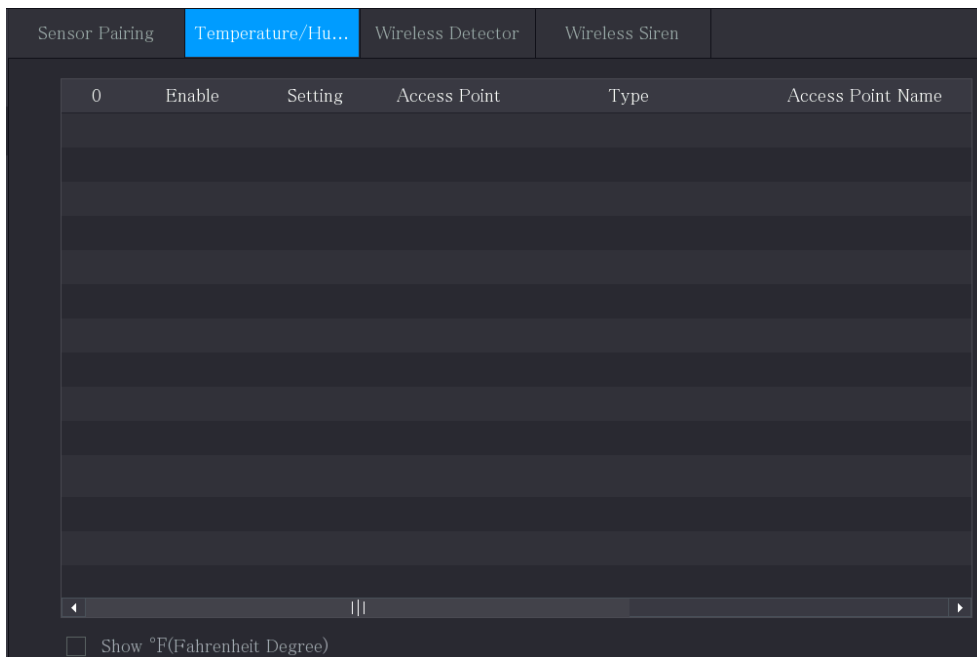 Sensor Pairing Temperature/Hu... Wireless Detector Wireless Siren
0 Enable Setting Access Point Type Access Point Name
Show °F(Fahrenheit Degree)